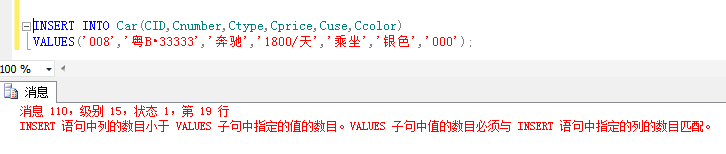 INSERT INTO Car(CID,Cnumber,Ctype,Cprice,Cuse,Ccolor)
VALUES('008','粤B·33333','奔驰','1800/天','乘坐','银色','000');
100 %
消息
消息 110，级别 15，状态 1，第 19 行
INSERT 语句中列的数目小于 VALUES 子句中指定的值的数目。VALUES 子句中值的数目必须与 INSERT 语句中指定的列的数目匹配。